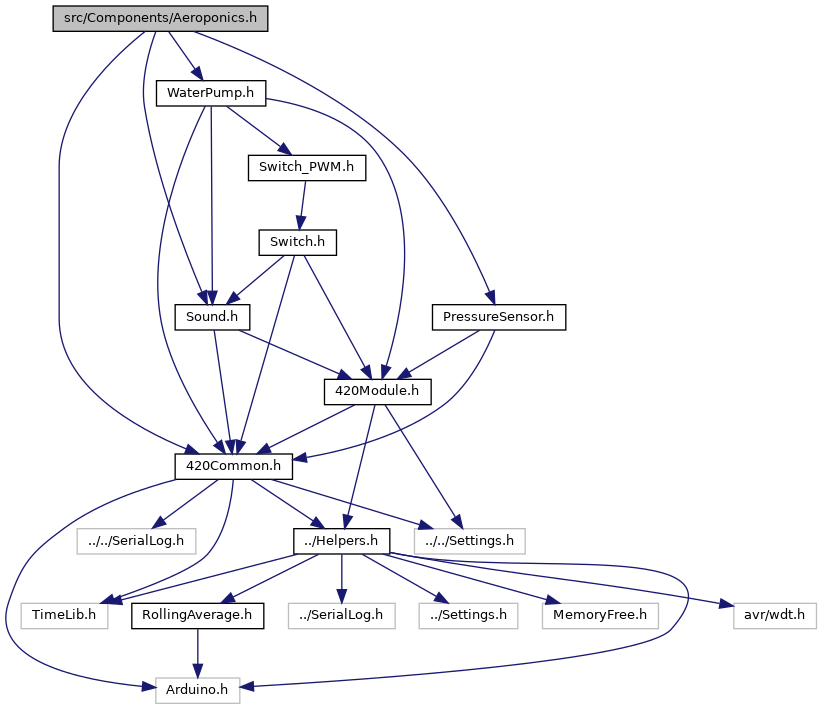 src/Components/Aeroponics.h
WaterPump.h
Switch_PWM.h
Switch.h
Sound.h
PressureSensor.h
420Module.h
420Common.h
../../SerialLog.h
../Helpers.h
../../Settings.h
TimeLib.h
RollingAverage.h
../SerialLog.h
../Settings.h
MemoryFree.h
avr/wdt.h
Arduino.h